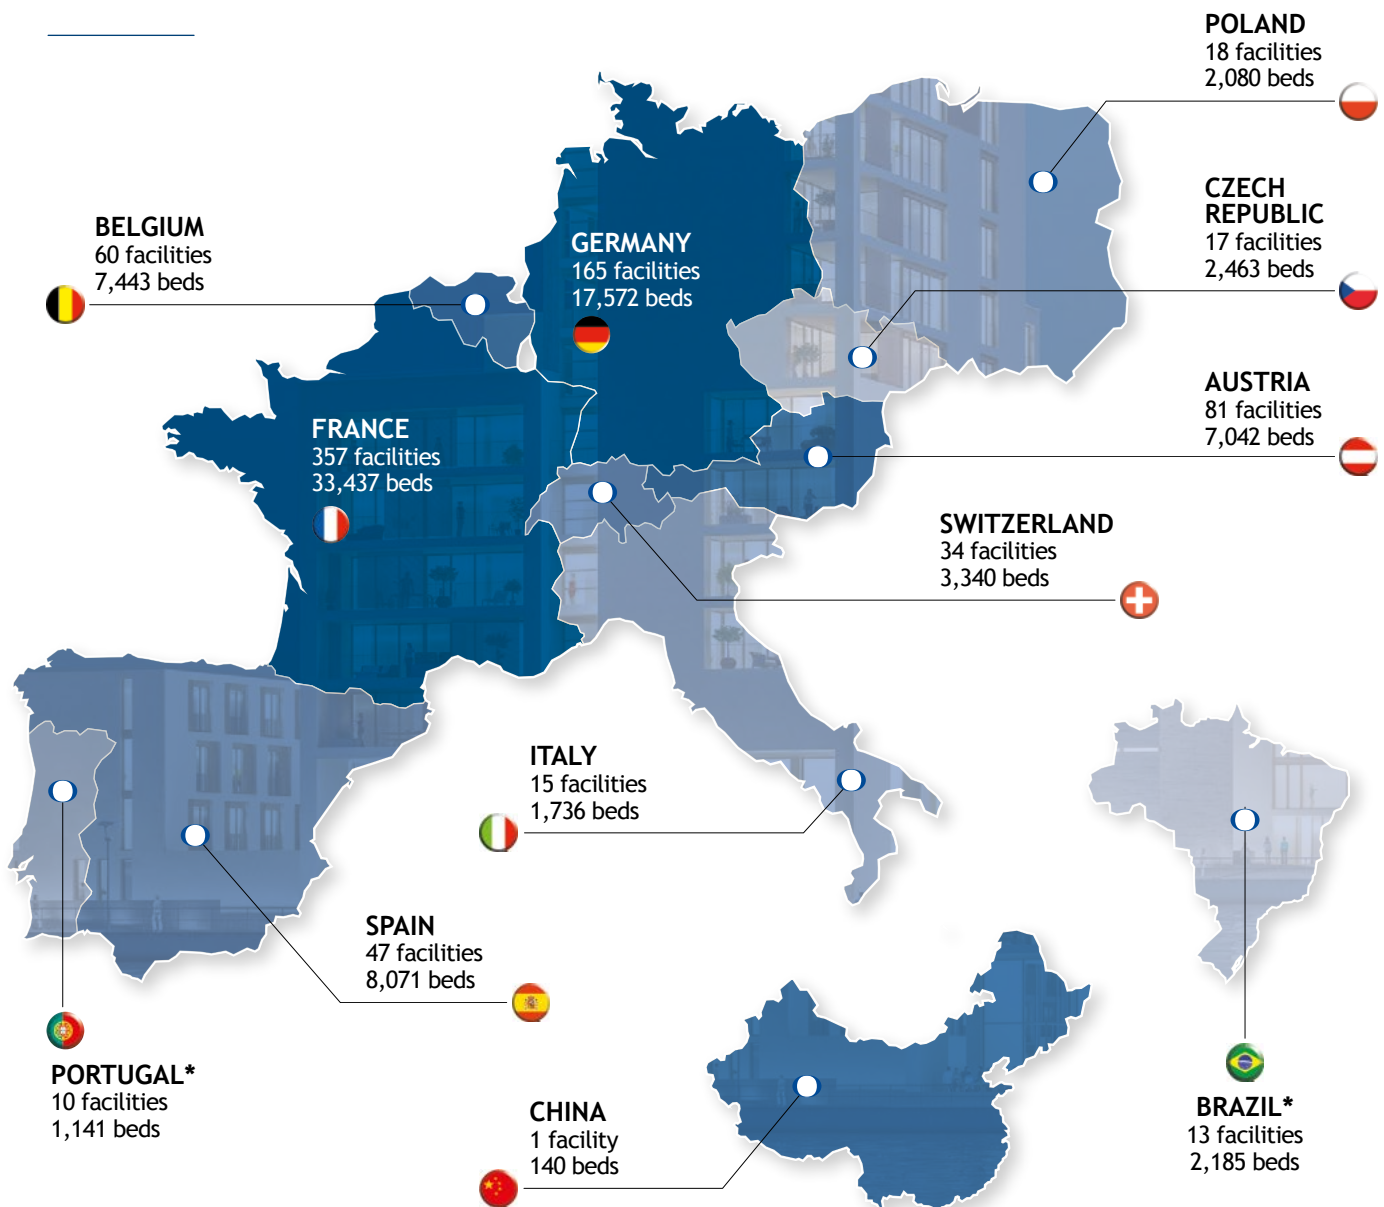 POLAND
18 facilities
2,080 beds
CZECH
REPUBLIC
17 facilities
2,463 beds
BELGIUM
60 facilities
7,443 beds
GERMANY
165 facilities
17,572 beds
AUSTRIA
81 facilities
7,042 beds
FRANCE
357 facilities
33,437 beds
SWITZERLAND
34 facilities
3,340 beds
ITALY
15 facilities
1,736 beds
SPAIN
47 facilities
8,071 beds
PORTUGAL*
10 facilities
1,141 beds
CHINA
1 facility
140 beds
BRAZIL*
13 facilities
2,185 beds